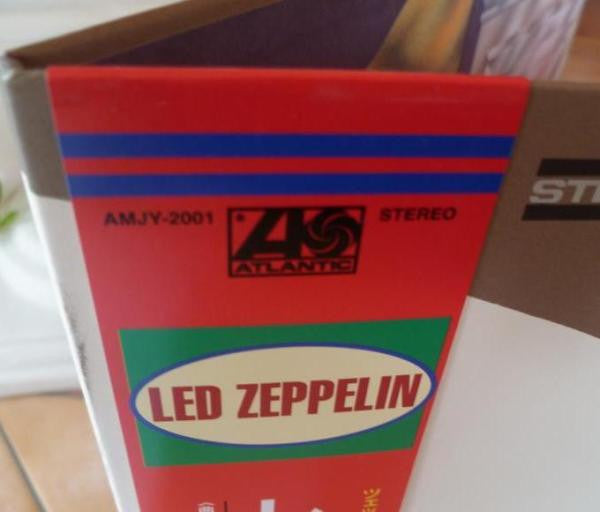 AMJY-2001
ATLANTIC
STEREO
LED ZEPPELIN